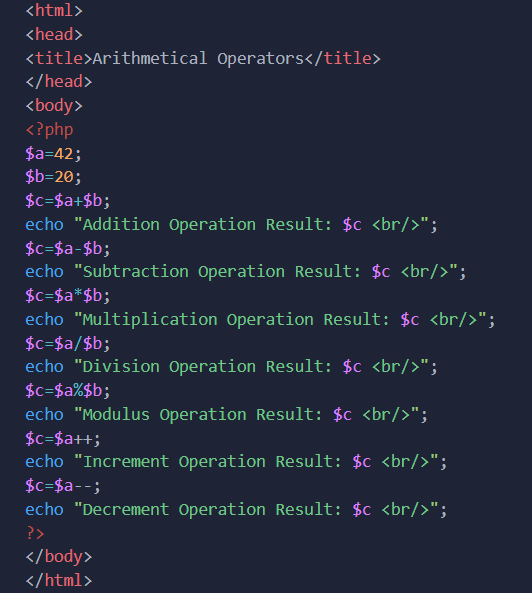 <html>
<head>
<title>Arithmetical Operators</title>
</head>
<body>
<?php
$a=42;
$b=20;
$c=$a+$b;
echo "Addition Operation Result: $c <br/>";
$c=$a-$b;
echo "Subtraction Operation Result: $c <br/>";
$c=$a*$b;
echo "Multiplication Operation Result: $c <br/>";
$c=$a/$b;
echo "Division Operation Result: $c <br/>";
$c=$a%$b;
echo "Modulus Operation Result: $c <br/>";
$c=$a++;
echo "Increment Operation Result: $c <br/>";
$c=$a--;
echo "Decrement Operation Result: $c <br/>";
?>
</body>
</html>